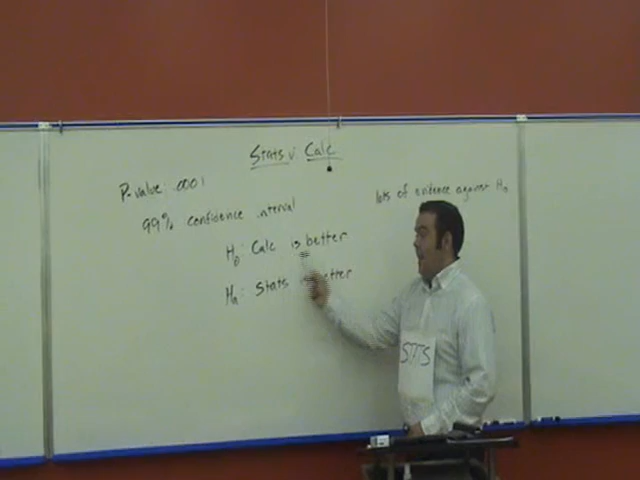 Stats v. Calc
P-value: .0001
lots of evidence against H0
99% confidence interval
H0: Calc is better
Ha: Stats is better
STS